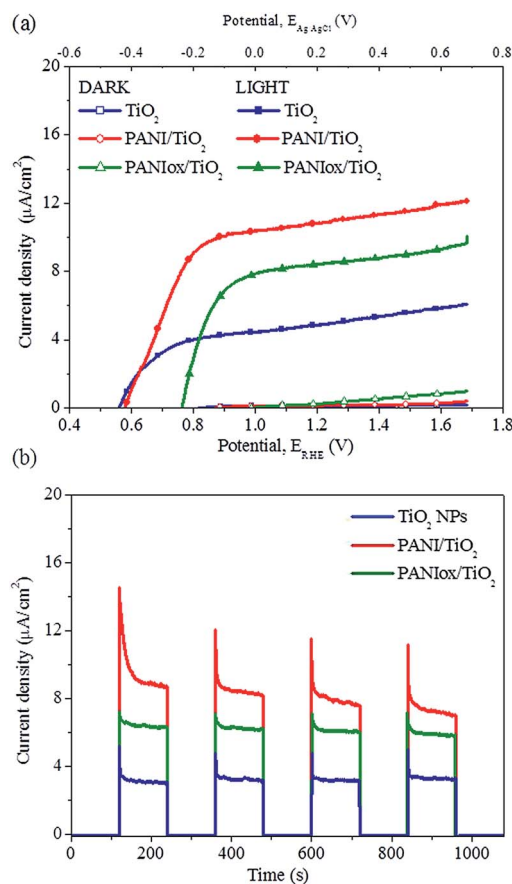 (a)
Potential, E Ag AgCl (V)
-0.6 -0.4 -0.2 -0.0 0.2 0.4 0.6 0.8
20
16
12
8
4
0
DARK LIGHT
TiO2 TiO2
PANI/TiO2 PANI/TiO2
PANIox/TiO2 PANIox/TiO2
Current density (μA/cm²)
0.4 0.6 0.8 1.0 1.2 1.4 1.6 1.8
Potential, E RHE (V)
(b)
20
16
12
8
4
0
TiO2 NPs
PANI/TiO2
PANIox/TiO2
Current density (μA/cm²)
0 200 400 600 800 1000
Time (s)